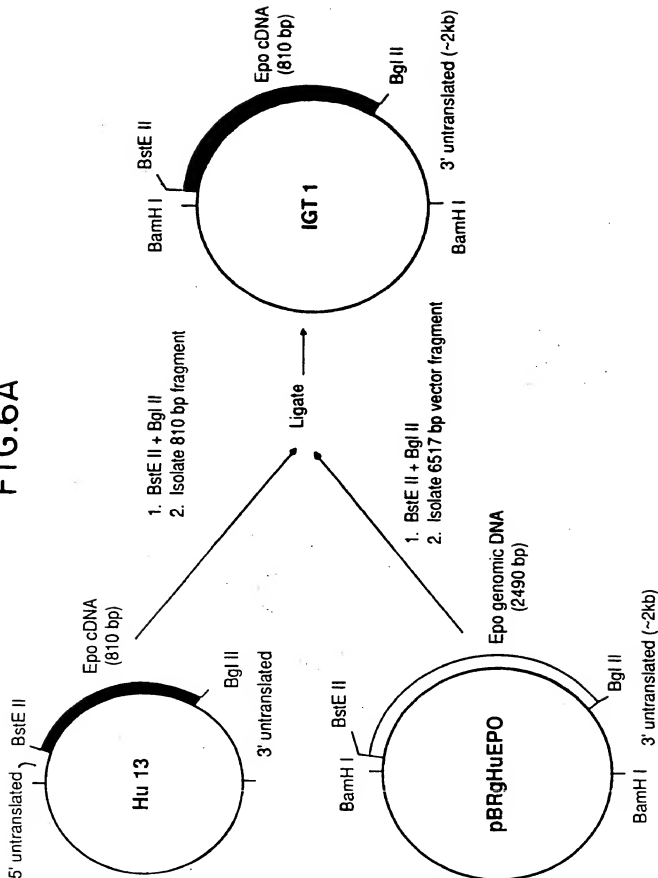 FIG.6A
5' untranslated
BstE II
Epo cDNA
(810 bp)
Hu 13
Bgl II
3' untranslated
1. BstE II + Bgl II
2. Isolate 810 bp fragment
BamH I
BstE II
Epo genomic DNA
(2490 bp)
pBRgHuEPO
Bgl II
BamH I
3' untranslated (~2kb)
1. BstE II + Bgl II
2. Isolate 6517 bp vector fragment
Ligate
BamH I
BstE II
Epo cDNA
(810 bp)
IGT 1
Bgl II
BamH I
3' untranslated (~2kb)